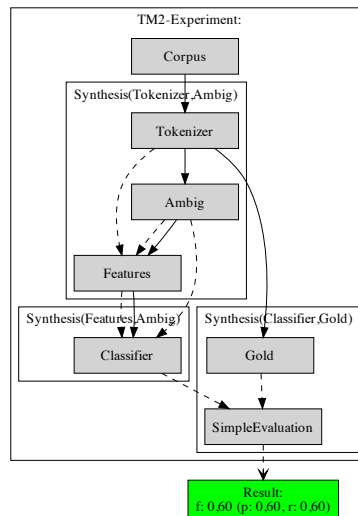 TM2-Experiment:
Corpus
Synthesis(Tokenizer,Ambig)
Tokenizer
Ambig
Features
Synthesis(Features,Ambig)
Synthesis(Classifier,Gold)
Classifier
Gold
SimpleEvaluation
Result:
f: 0,60 (p: 0,60, r: 0,60)